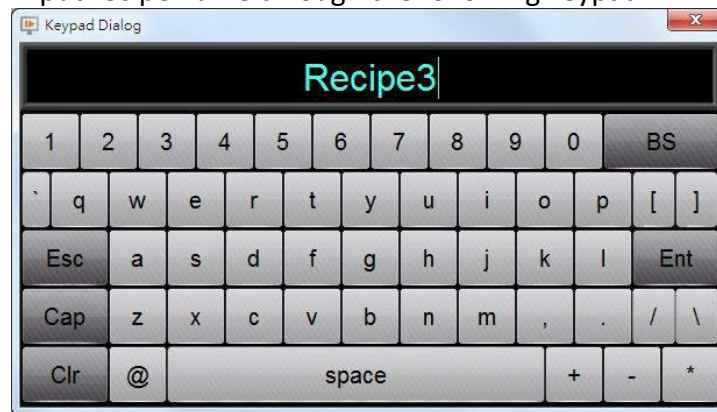 Keypad Dialog
Recipe3
1 2 3 4 5 6 7 8 9 0 BS
` q w e r t y u i o p [ ]
Esc a s d f g h j k l Ent
Cap z x c v b n m , . / \
Clr @ space + - *